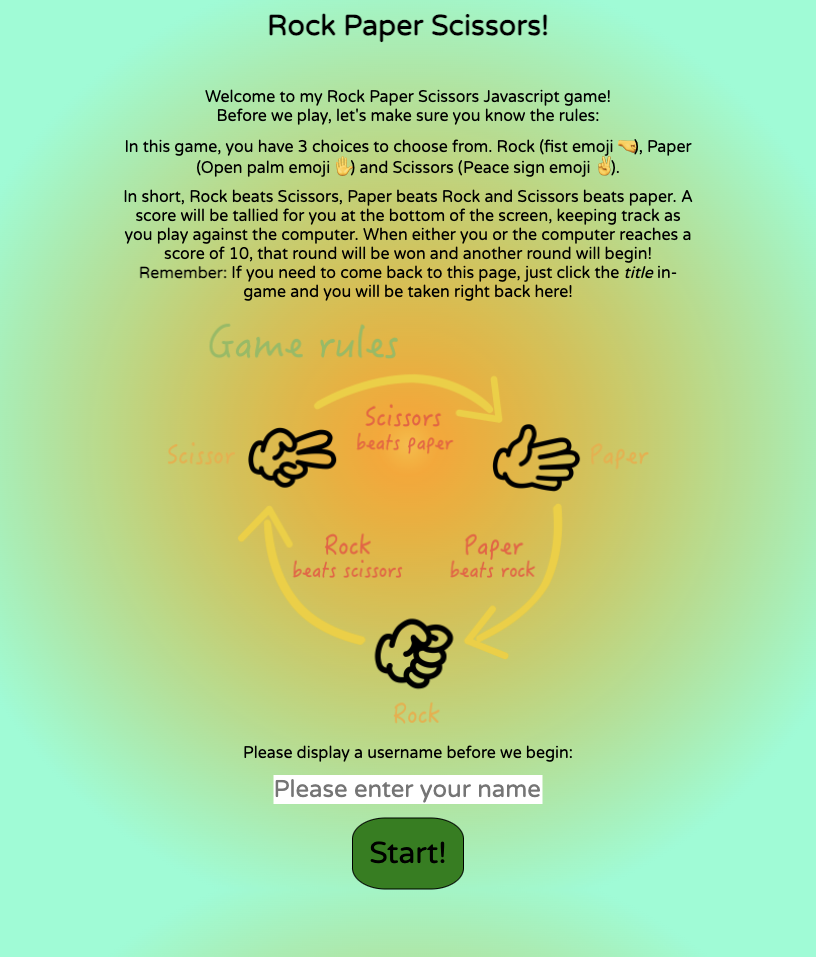 Rock Paper Scissors!
Welcome to my Rock Paper Scissors Javascript game!
Before we play, let's make sure you know the rules:
In this game, you have 3 choices to choose from. Rock (fist emoji 🤜), Paper
(Open palm emoji ✋) and Scissors (Peace sign emoji ✌).
In short, Rock beats Scissors, Paper beats Rock and Scissors beats paper. A
score will be tallied for you at the bottom of the screen, keeping track as
you play against the computer. When either you or the computer reaches a
score of 10, that round will be won and another round will begin!
Remember: If you need to come back to this page, just click the title in-
game and you will be taken right back here!
Game rules
Scissors
beats paper
Scissor
Paper
Rock
beats scissors
Paper
beats rock
Rock
Please display a username before we begin:
Please enter your name
Start!